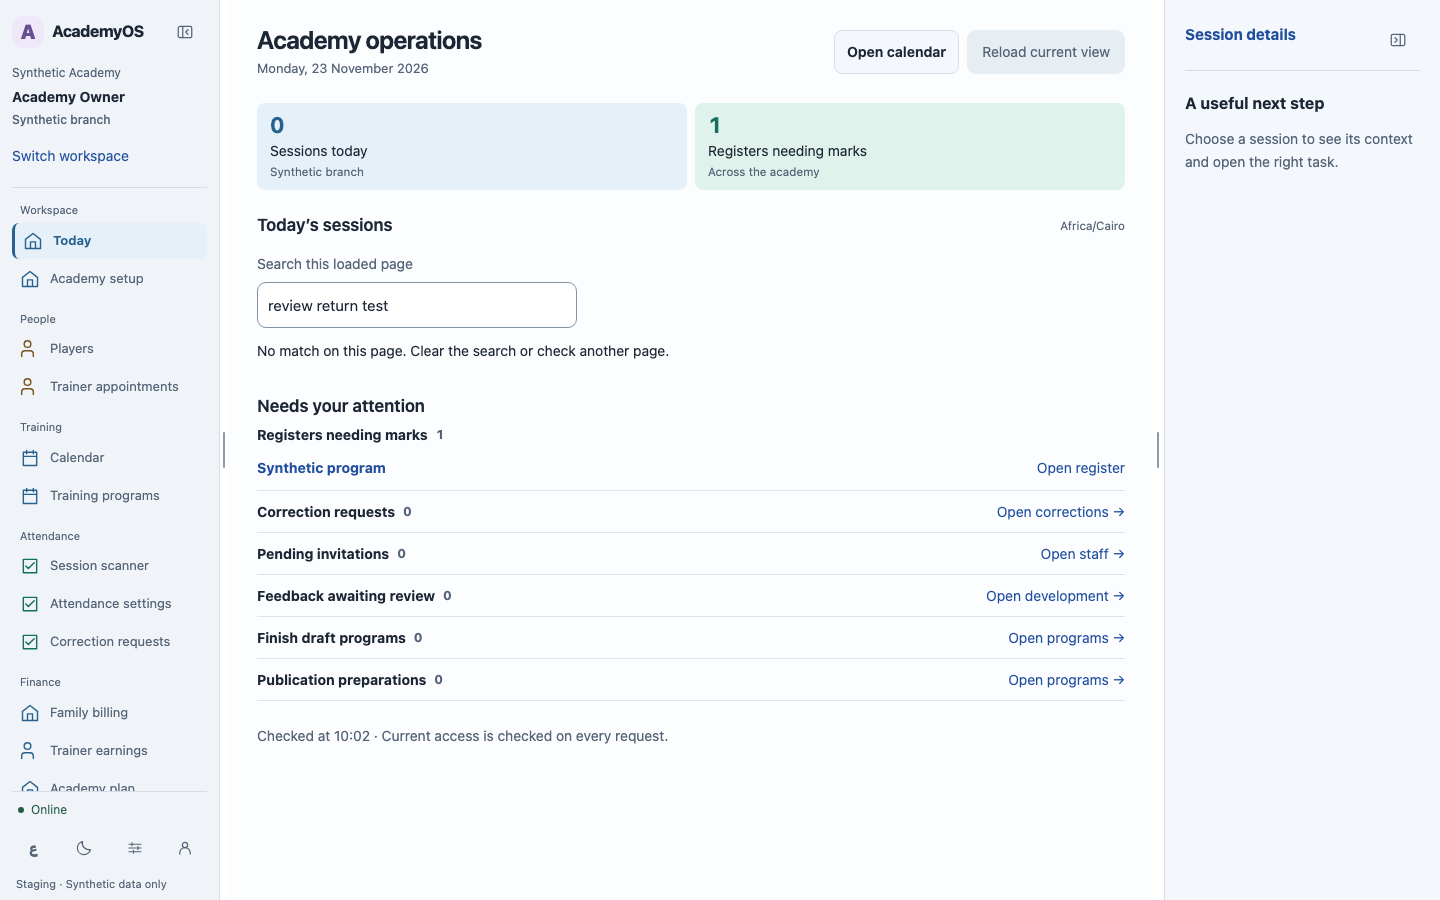 A AcademyOS
Synthetic Academy
Academy Owner
Synthetic branch
Switch workspace
Workspace
Today
Academy setup
People
Players
Trainer appointments
Training
Calendar
Training programs
Attendance
Session scanner
Attendance settings
Correction requests
Finance
Family billing
Trainer earnings
Academy plan
Online
ع
Staging · Synthetic data only
Academy operations
Monday, 23 November 2026
Open calendar
Reload current view
0
Sessions today
Synthetic branch
1
Registers needing marks
Across the academy
Today’s sessions
Africa/Cairo
Search this loaded page
review return test
No match on this page. Clear the search or check another page.
Needs your attention
Registers needing marks 1
Synthetic program Open register
Correction requests 0 Open corrections →
Pending invitations 0 Open staff →
Feedback awaiting review 0 Open development →
Finish draft programs 0 Open programs →
Publication preparations 0 Open programs →
Checked at 10:02 · Current access is checked on every request.
Session details
A useful next step
Choose a session to see its context
and open the right task.